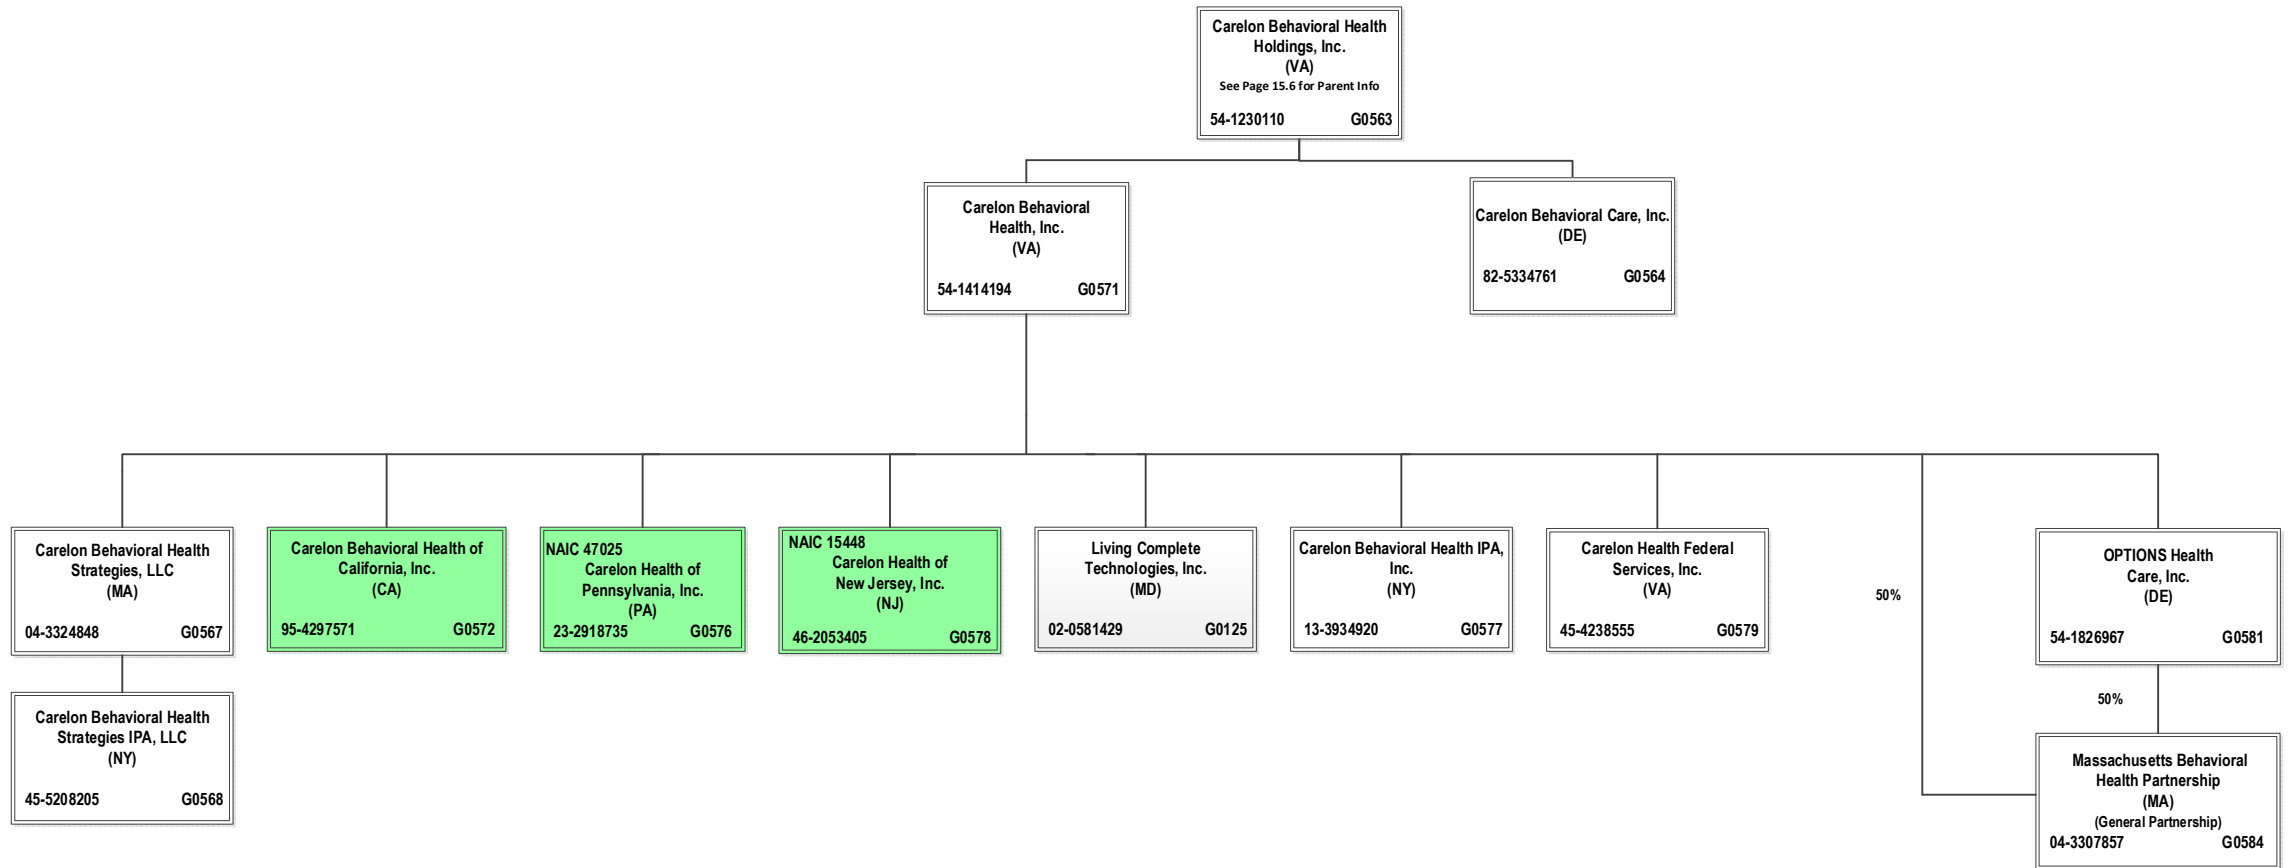 Carelon Behavioral Health
Holdings, Inc.
(VA)
See Page 15.6 for Parent Info
54-1230110 G0563
Carelon Behavioral
Health, Inc.
(VA)
54-1414194 G0571
Carelon Behavioral Care, Inc.
(DE)
82-5334761 G0564
Carelon Behavioral Health
Strategies, LLC
(MA)
04-3324848 G0567
Carelon Behavioral Health of
California, Inc.
(CA)
95-4297571 G0572
NAIC 47025
Carelon Health of
Pennsylvania, Inc.
(PA)
23-2918735 G0576
NAIC 15448
Carelon Health of
New Jersey, Inc.
(NJ)
46-2053405 G0578
Living Complete
Technologies, Inc.
(MD)
02-0581429 G0125
Carelon Behavioral Health IPA,
Inc.
(NY)
13-3934920 G0577
Carelon Health Federal
Services, Inc.
(VA)
45-4238555 G0579
50%
OPTIONS Health
Care, Inc.
(DE)
54-1826967 G0581
50%
Carelon Behavioral Health
Strategies IPA, LLC
(NY)
45-5208205 G0568
Massachusetts Behavioral
Health Partnership
(MA)
(General Partnership)
04-3307857 G0584